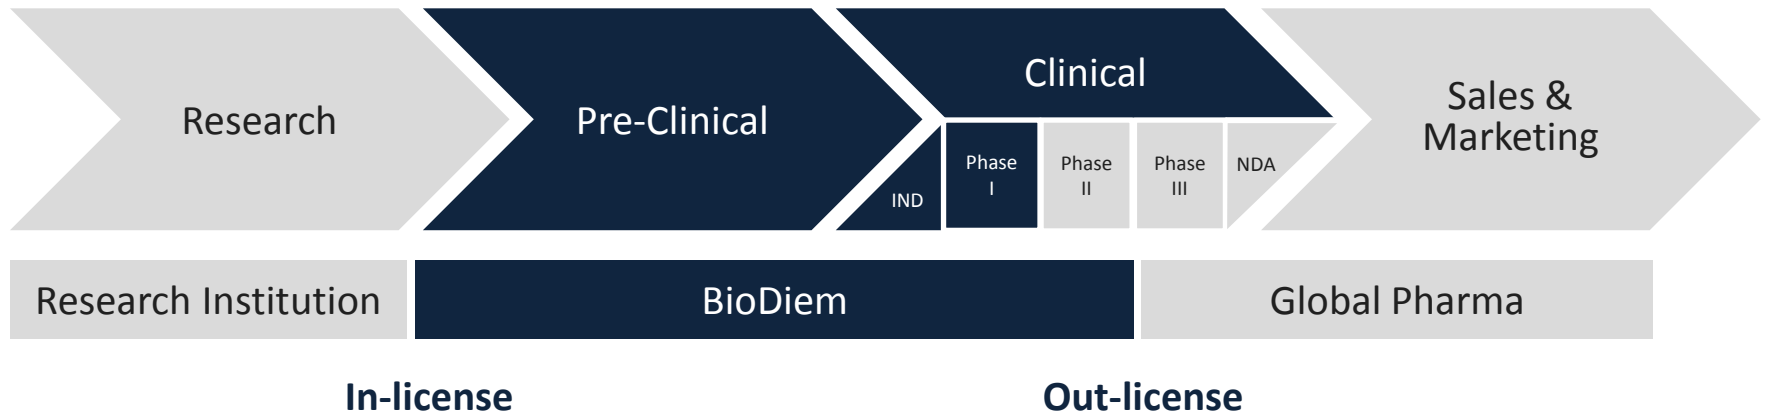 Research
Pre-Clinical
Clinical
IND
Phase
I
Phase
II
Phase
III
NDA
Sales &
Marketing
Research Institution
BioDiem
Global Pharma
In-license
Out-license